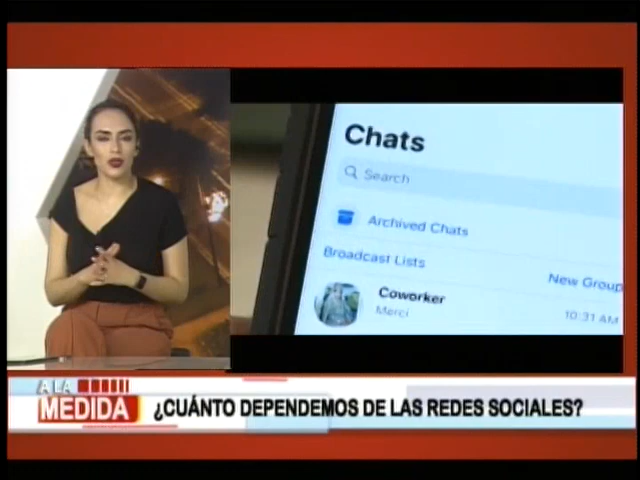 Chats
Search
Archived Chats
Broadcast Lists
New Group
Coworker
Merci
10:31 AM
A LA
MEDIDA
¿CUÁNTO DEPENDEMOS DE LAS REDES SOCIALES?